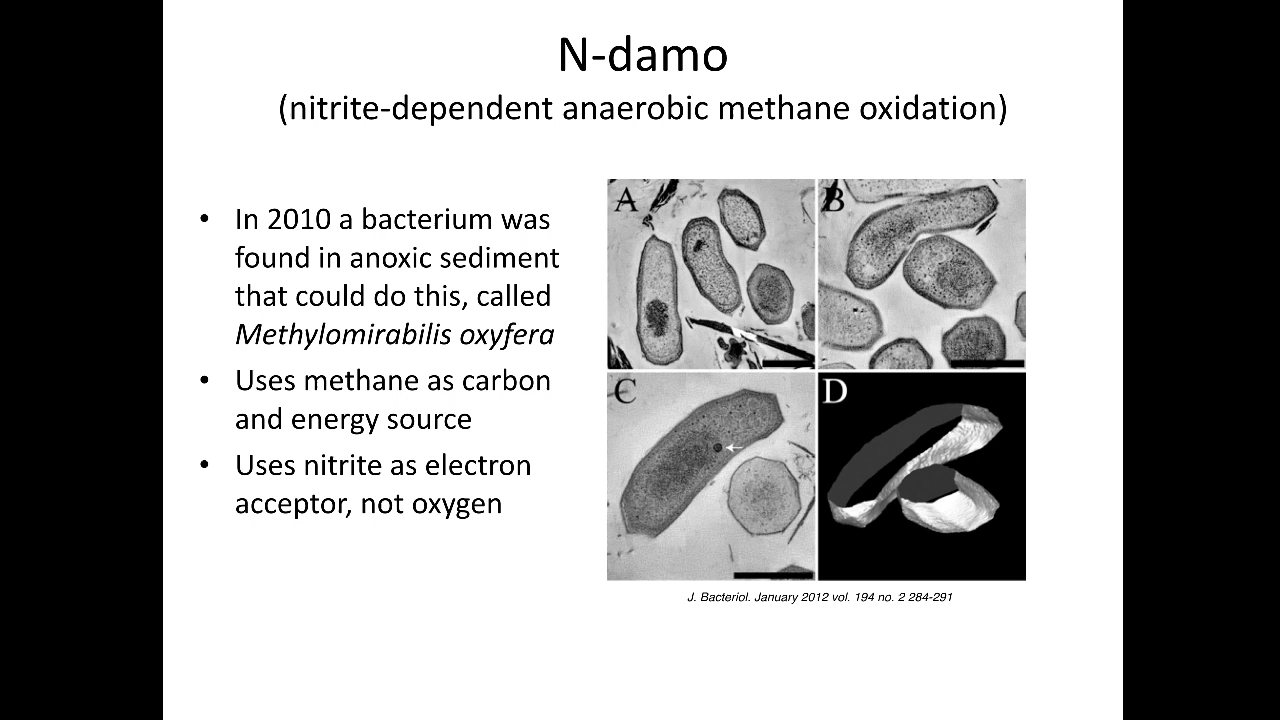 N-damo
(nitrite-dependent anaerobic methane oxidation)
• In 2010 a bacterium was
found in anoxic sediment
that could do this, called
Methylomirabilis oxyfera
• Uses methane as carbon
and energy source
• Uses nitrite as electron
acceptor, not oxygen
A
B
C
D
J. Bacteriol. January 2012 vol. 194 no. 2 284-291